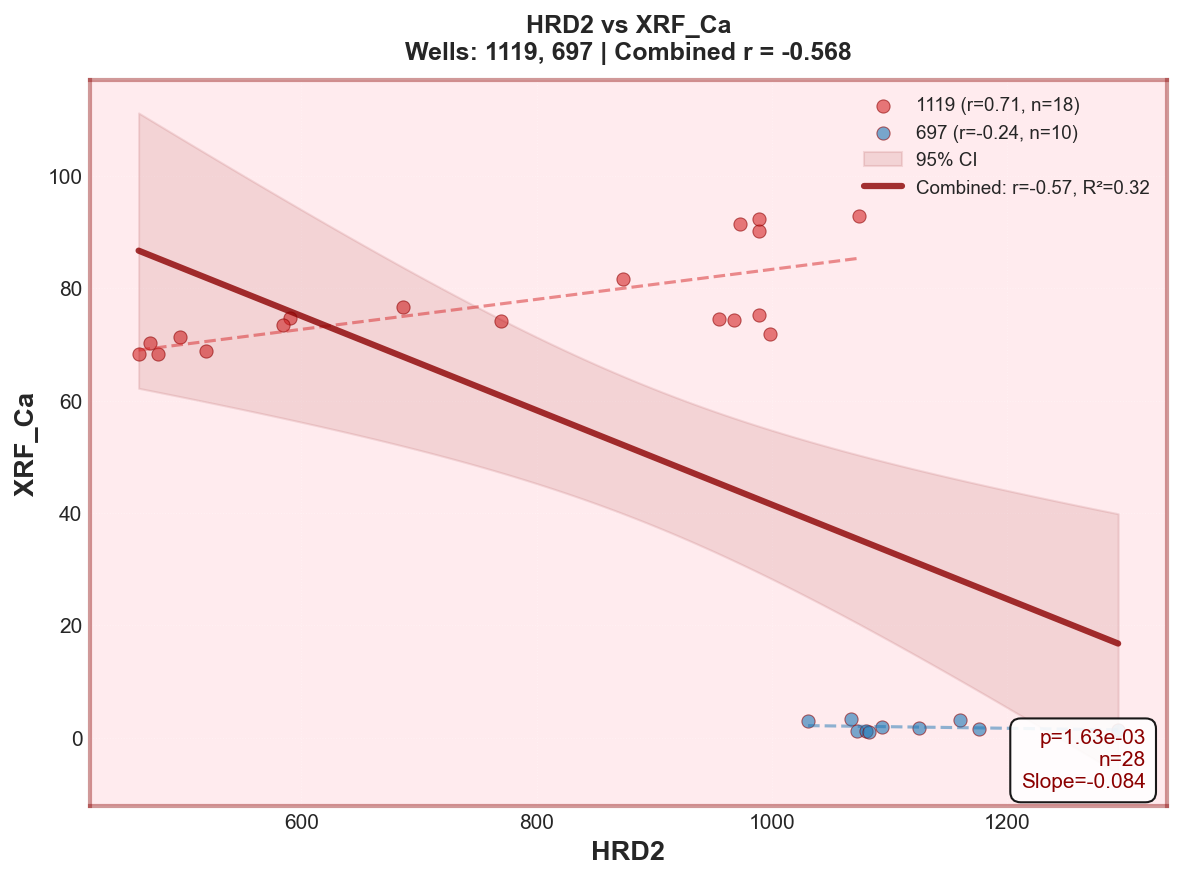 HRD2 vs XRF_Ca
Wells: 1119, 697 | Combined r = -0.568
1119 (r=0.71, n=18)
697 (r=-0.24, n=10)
95% CI
Combined: r=-0.57, R²=0.32
XRF_Ca
100
80
60
40
20
0
p=1.63e-03
n=28
Slope=-0.084
600
800
1000
1200
HRD2